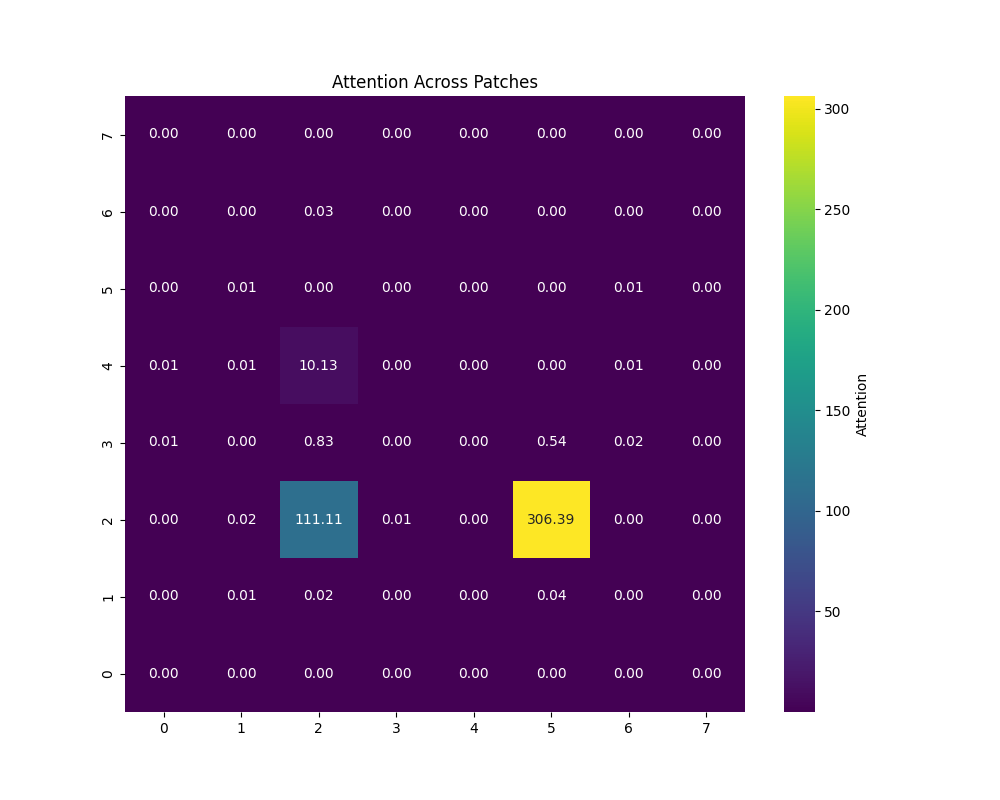 Attention Across Patches
7 0.00 0.00 0.00 0.00 0.00 0.00 0.00 0.00
6 0.00 0.00 0.03 0.00 0.00 0.00 0.00 0.00
5 0.00 0.01 0.00 0.00 0.00 0.00 0.01 0.00
4 0.01 0.01 10.13 0.00 0.00 0.00 0.01 0.00
3 0.01 0.00 0.83 0.00 0.00 0.54 0.02 0.00
2 0.00 0.02 111.11 0.01 0.00 306.39 0.00 0.00
1 0.00 0.01 0.02 0.00 0.00 0.04 0.00 0.00
0 0.00 0.00 0.00 0.00 0.00 0.00 0.00 0.00
0 1 2 3 4 5 6 7
300
250
200
150
100
50
Attention